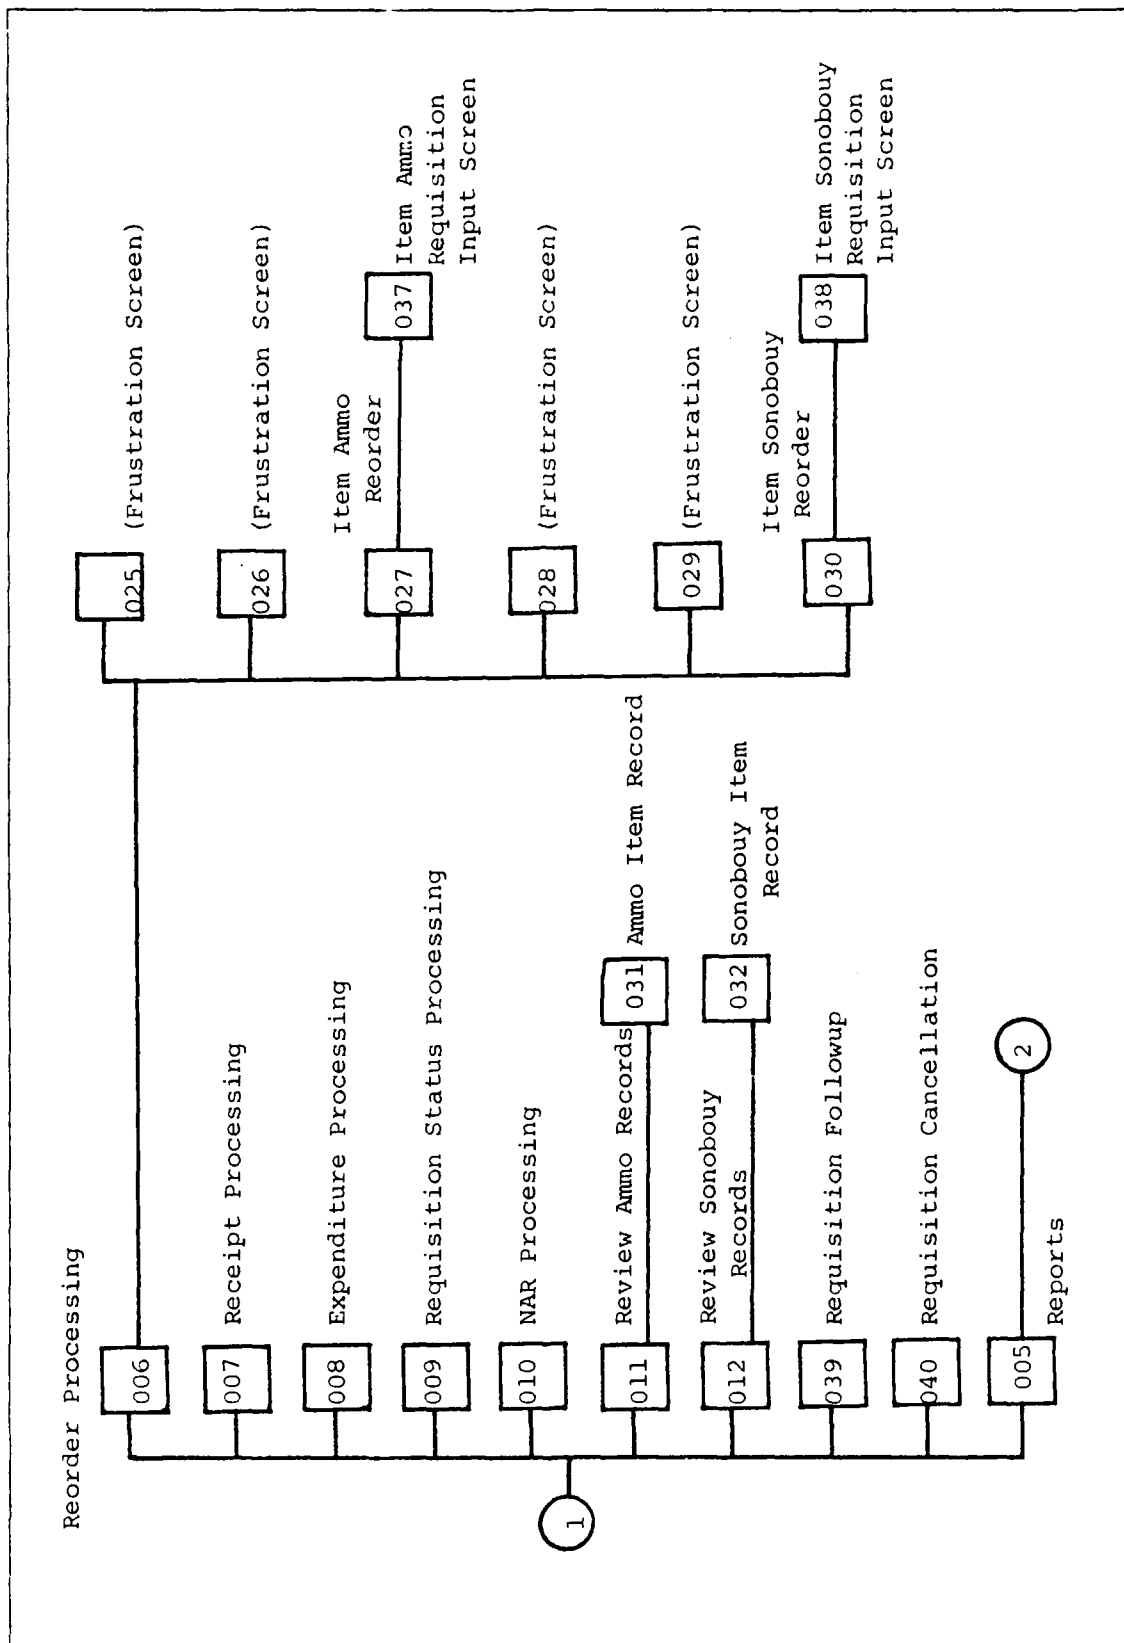 Reorder Processing
006
025
(Frustration Screen)
026
(Frustration Screen)
Item Ammo
Reorder
027
037
Item Ammo
Requisition
Input Screen
028
(Frustration Screen)
029
(Frustration Screen)
Item Sonobouy
Reorder
030
038
Item Sonobouy
Requisition
Input Screen
007
Receipt Processing
008
Expenditure Processing
009
Requisition Status Processing
010
NAR Processing
1
011
Review Ammo Records
031
Ammo Item Record
012
Review Sonobouy
Records
032
Sonobouy Item
Record
039
Requisition Followup
040
Requisition Cancellation
005
Reports
2